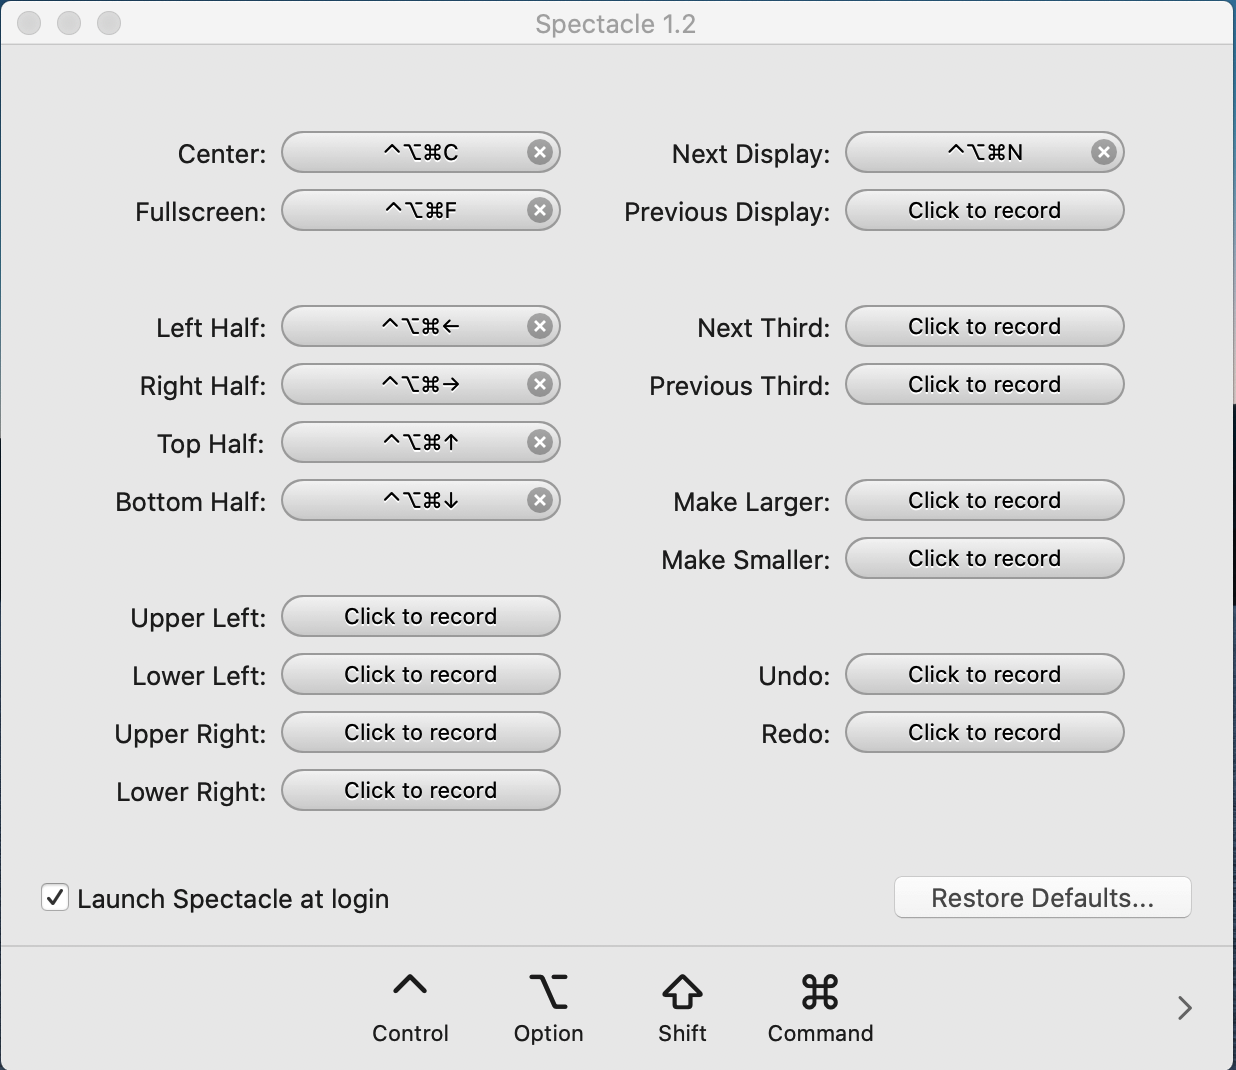 Spectacle 1.2
Center: ^⌥⌘C
Fullscreen: ^⌥⌘F
Left Half: ^⌥⌘←
Right Half: ^⌥⌘→
Top Half: ^⌥⌘↑
Bottom Half: ^⌥⌘↓
Upper Left: Click to record
Lower Left: Click to record
Upper Right: Click to record
Lower Right: Click to record
Next Display: ^⌥⌘N
Previous Display: Click to record
Next Third: Click to record
Previous Third: Click to record
Make Larger: Click to record
Make Smaller: Click to record
Undo: Click to record
Redo: Click to record
Launch Spectacle at login
Restore Defaults...
^ ⌥ ⇧ ⌘
Control Option Shift Command